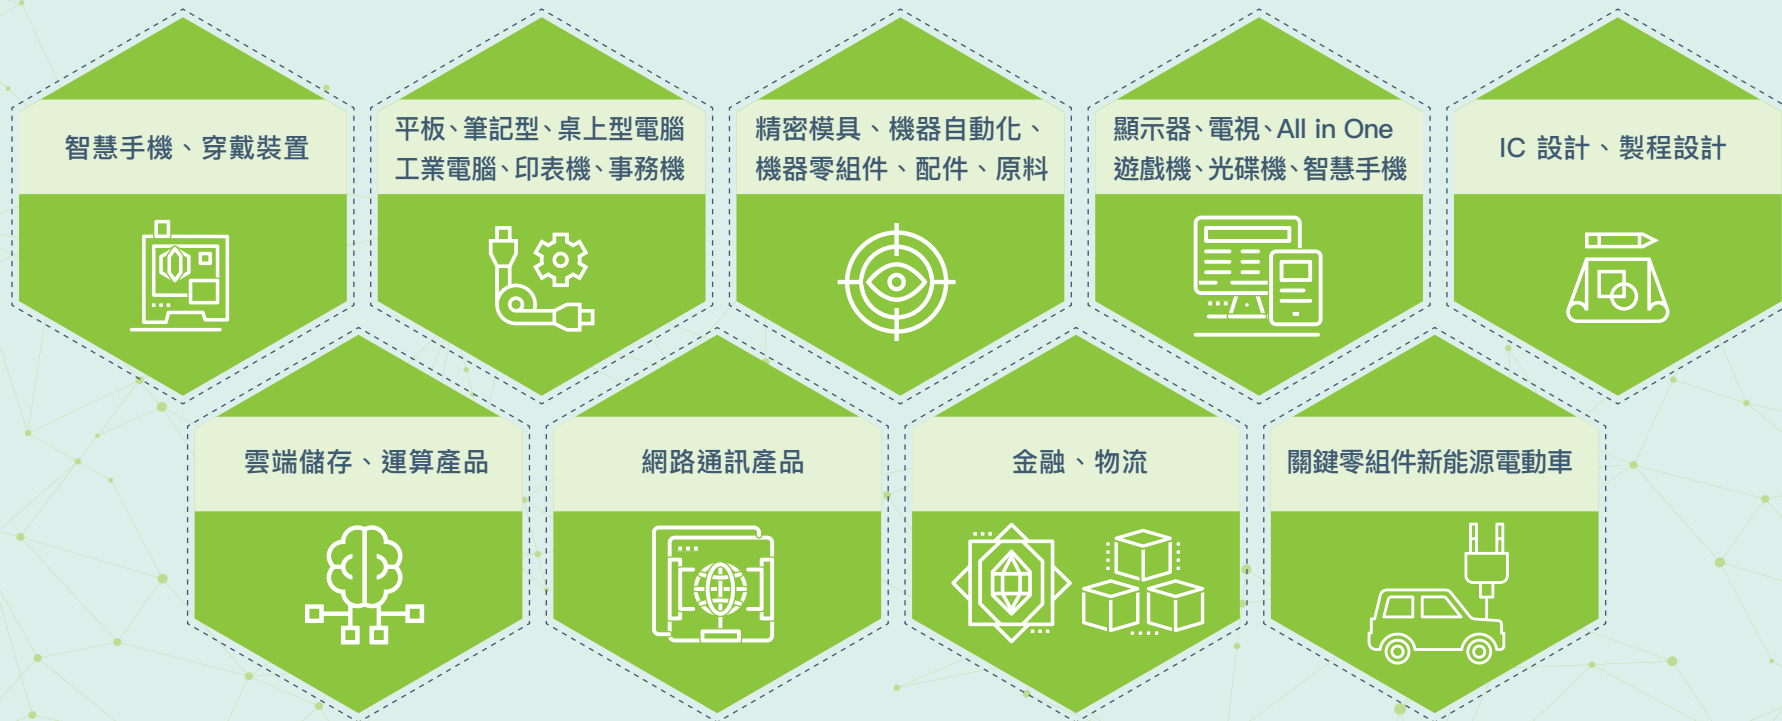 智慧手機、穿戴裝置
平板、筆記型、桌上型電腦
工業電腦、印表機、事務機
精密模具、機器自動化、
機器零組件、配件、原料
顯示器、電視、All in One
遊戲機、光碟機、智慧手機
IC 設計、製程設計
雲端儲存、運算產品
網路通訊產品
金融、物流
關鍵零組件新能源電動車